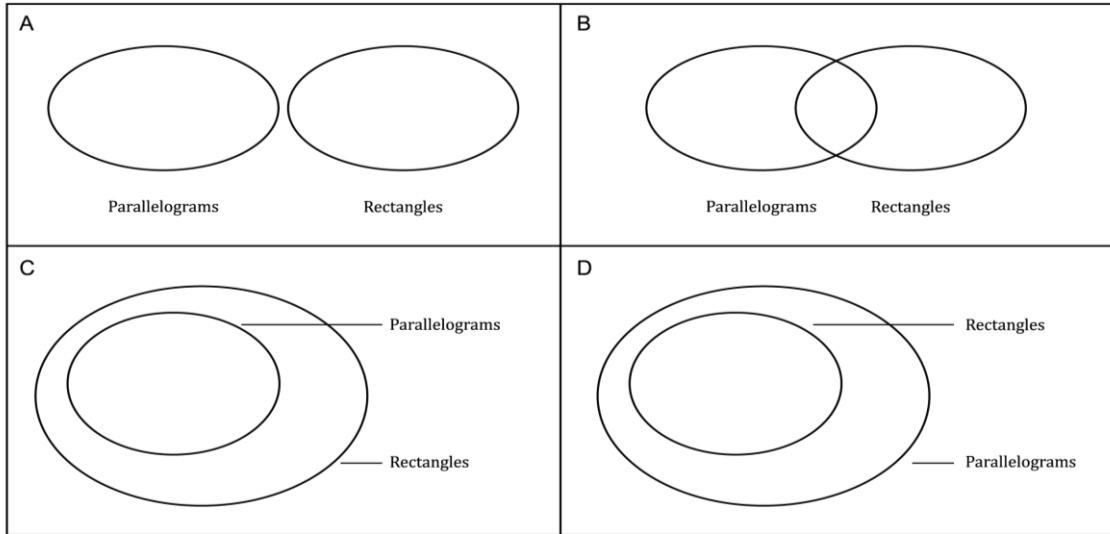 A
Parallelograms Rectangles
B
Parallelograms Rectangles
C
Parallelograms
Rectangles
D
Rectangles
Parallelograms